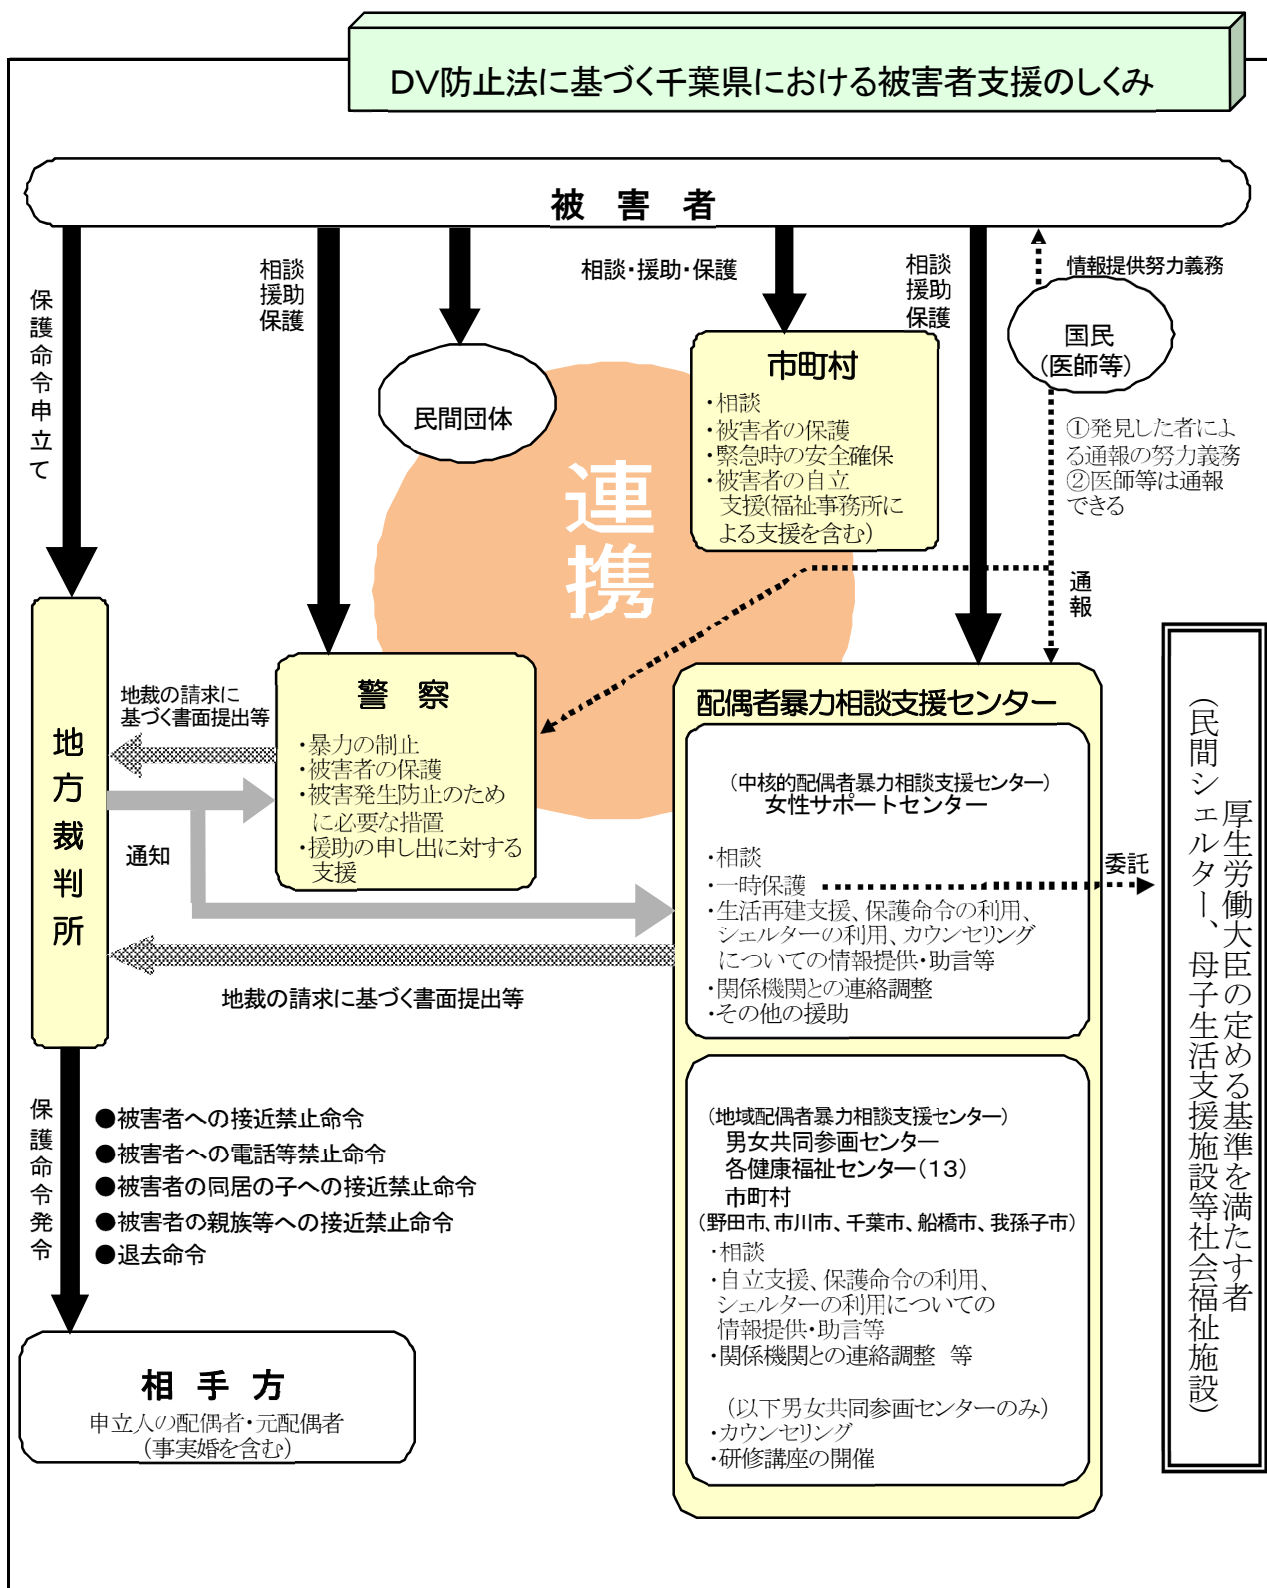 DV防止法に基づく千葉県における被害者支援のしくみ
被 害 者
保護命令申立て
相談
援助
保護
相談・援助・保護
相談
援助
保護
情報提供努力義務
国民
(医師等)
民間団体
市町村
・相談
・被害者の保護
・緊急時の安全確保
・被害者の自立
支援(福祉事務所に
よる支援を含む)
①発見した者によ
る通報の努力義務
②医師等は通報
できる
連携
通報
地方裁判所
地裁の請求に
基づく書面提出等
通知
警 察
・暴力の制止
・被害者の保護
・被害発生防止のため
に必要な措置
・援助の申し出に対する
支援
地裁の請求に基づく書面提出等
配偶者暴力相談支援センター
(中核的配偶者暴力相談支援センター)
女性サポートセンター
・相談
・一時保護
・生活再建支援、保護命令の利用、
シェルターの利用、カウンセリング
についての情報提供・助言等
・関係機関との連絡調整
・その他の援助
委託
厚生労働大臣の定める基準を満たす者
(民間シェルター、母子生活支援施設等社会福祉施設)
(地域配偶者暴力相談支援センター)
男女共同参画センター
各健康福祉センター(13)
市町村
(野田市、市川市、千葉市、船橋市、我孫子市)
・相談
・自立支援、保護命令の利用、
シェルターの利用についての
情報提供・助言等
・関係機関との連絡調整 等
(以下男女共同参画センターのみ)
・カウンセリング
・研修講座の開催
保護命令発令
●被害者への接近禁止命令
●被害者への電話等禁止命令
●被害者の同居の子への接近禁止命令
●被害者の親族等への接近禁止命令
●退去命令
相 手 方
申立人の配偶者・元配偶者
(事実婚を含む)